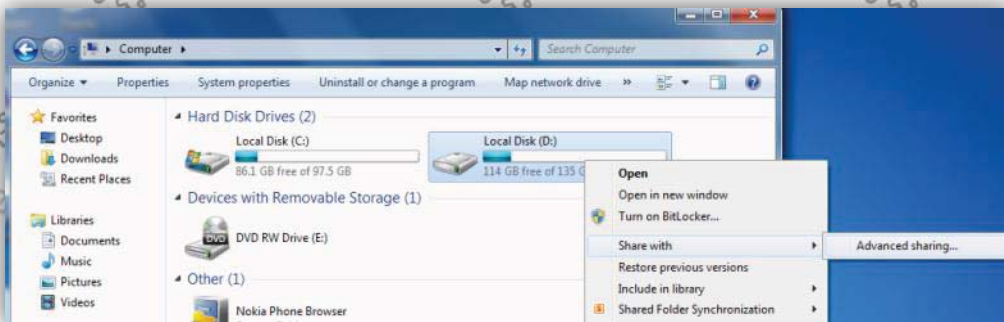 Computer
Search Computer
Organize
Properties
System properties
Uninstall or change a program
Map network drive
»
Favorites
Desktop
Downloads
Recent Places
Libraries
Documents
Music
Pictures
Videos
Hard Disk Drives (2)
Local Disk (C:)
86.1 GB free of 97.5 GB
Local Disk (D:)
114 GB free of 135 G
Devices with Removable Storage (1)
DVD RW Drive (E:)
Other (1)
Nokia Phone Browser
Open
Open in new window
Turn on BitLocker...
Share with
Restore previous versions
Include in library
Shared Folder Synchronization
Advanced sharing...